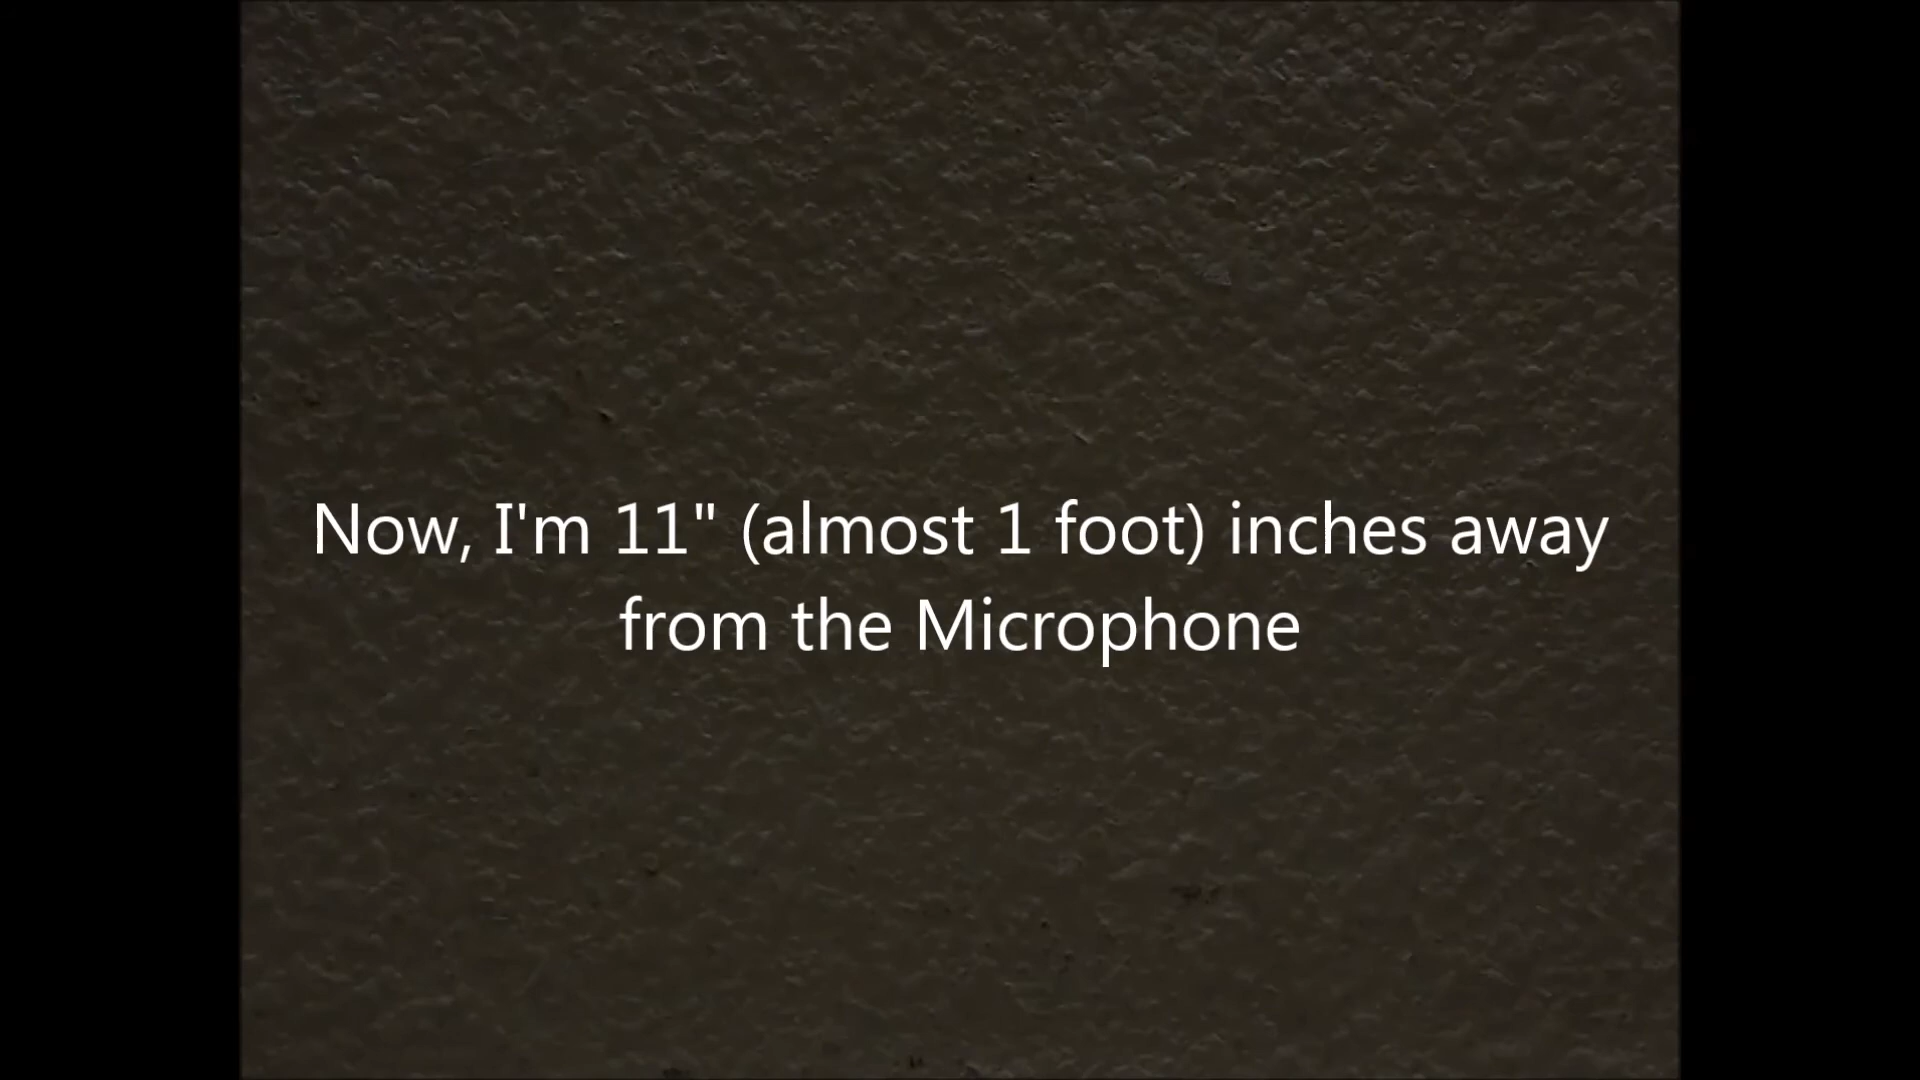 Now, I'm 11" (almost 1 foot) inches away
from the Microphone